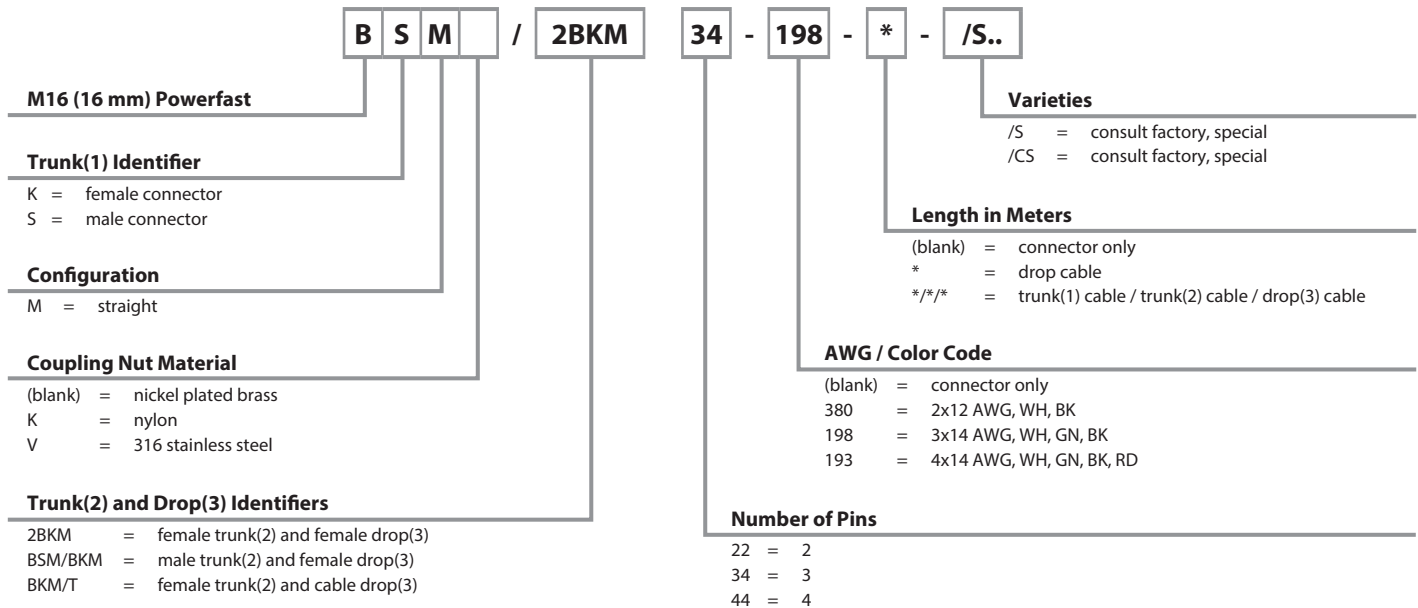 B S M / 2BKM 34 - 198 - * - /S..
M16 (16 mm) Powerfast
Trunk(1) Identifier
K = female connector
S = male connector
Configuration
M = straight
Coupling Nut Material
(blank) = nickel plated brass
K = nylon
V = 316 stainless steel
Trunk(2) and Drop(3) Identifiers
2BKM = female trunk(2) and female drop(3)
BSM/BKM = male trunk(2) and female drop(3)
BKM/T = female trunk(2) and cable drop(3)
Varieties
/S = consult factory, special
/CS = consult factory, special
Length in Meters
(blank) = connector only
* = drop cable
*/*/* = trunk(1) cable / trunk(2) cable / drop(3) cable
AWG / Color Code
(blank) = connector only
380 = 2x12 AWG, WH, BK
198 = 3x14 AWG, WH, GN, BK
193 = 4x14 AWG, WH, GN, BK, RD
Number of Pins
22 = 2
34 = 3
44 = 4